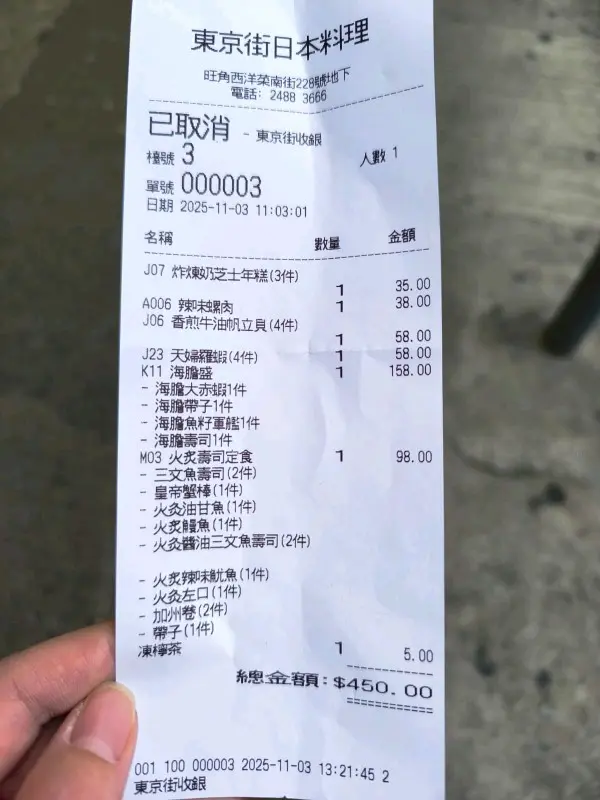 東京街日本料理
旺角西洋菜南街228號地下
電話: 2488 3666
已取消 - 東京街收銀
檯號 3 人數 1
單號 000003
日期 2025-11-03 11:03:01
名稱 數量 金額
J07 炸煉奶芝士年糕(3件)
1 35.00
A006 辣味螺肉 1 38.00
J06 香煎牛油帆立貝(4件)
1 58.00
J23 天婦羅蝦(4件) 1 58.00
K11 海膽盛 1 158.00
- 海膽大赤蝦1件
- 海膽帶子1件
- 海膽魚籽軍艦1件
- 海膽壽司1件
M03 火炙壽司定食 1 98.00
- 三文魚壽司(2件)
- 皇帝蟹棒(1件)
- 火灸油甘魚(1件)
- 火炙鰻魚(1件)
- 火灸醬油三文魚壽司(2件)
- 火炙辣味魷魚(1件)
- 火灸左口(1件)
- 加州卷(2件)
- 帶子(1件)
凍檸茶 1 5.00
總金額:$450.00
001 100 000003 2025-11-03 13:21:45 2
東京街收銀